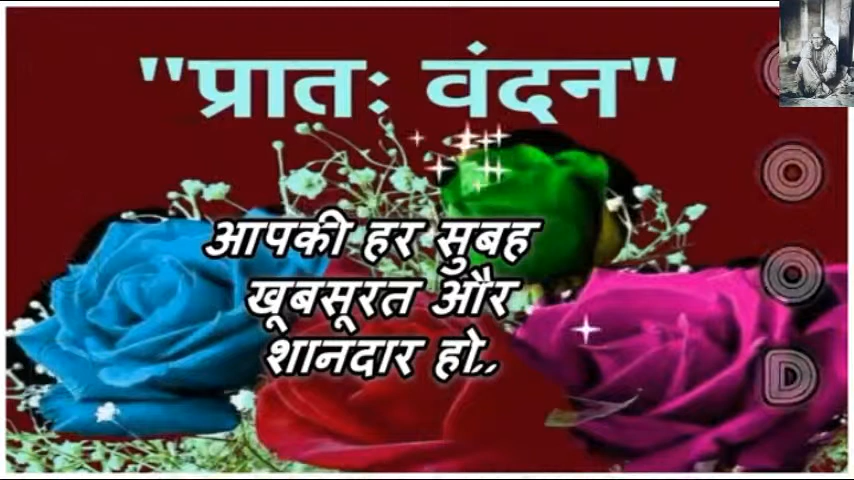 "प्रातः वंदन"
आपकी हर सुबह
खूबसूरत और
शानदार हो..
D